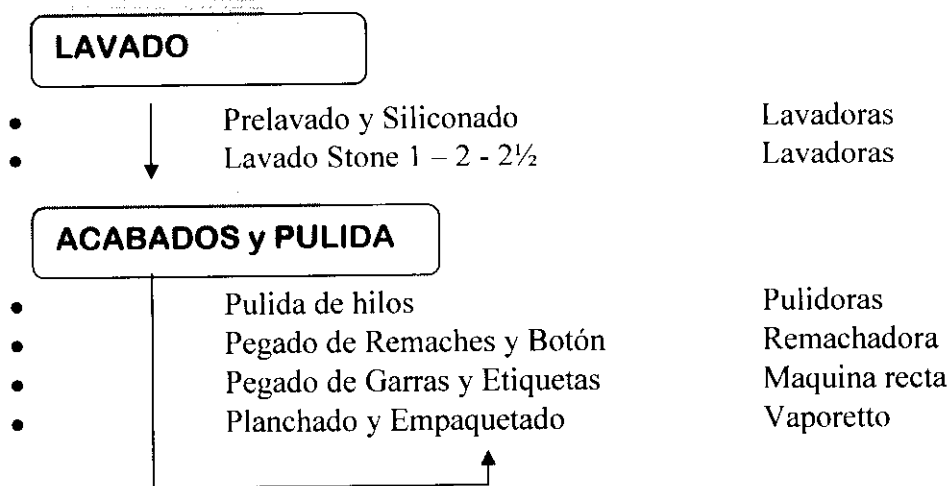 LAVADO
• Prelavado y Siliconado Lavadoras
• Lavado Stone 1 – 2 - 2½ Lavadoras
ACABADOS y PULIDA
• Pulida de hilos Pulidoras
• Pegado de Remaches y Botón Remachadora
• Pegado de Garras y Etiquetas Maquina recta
• Planchado y Empaquetado Vaporetto